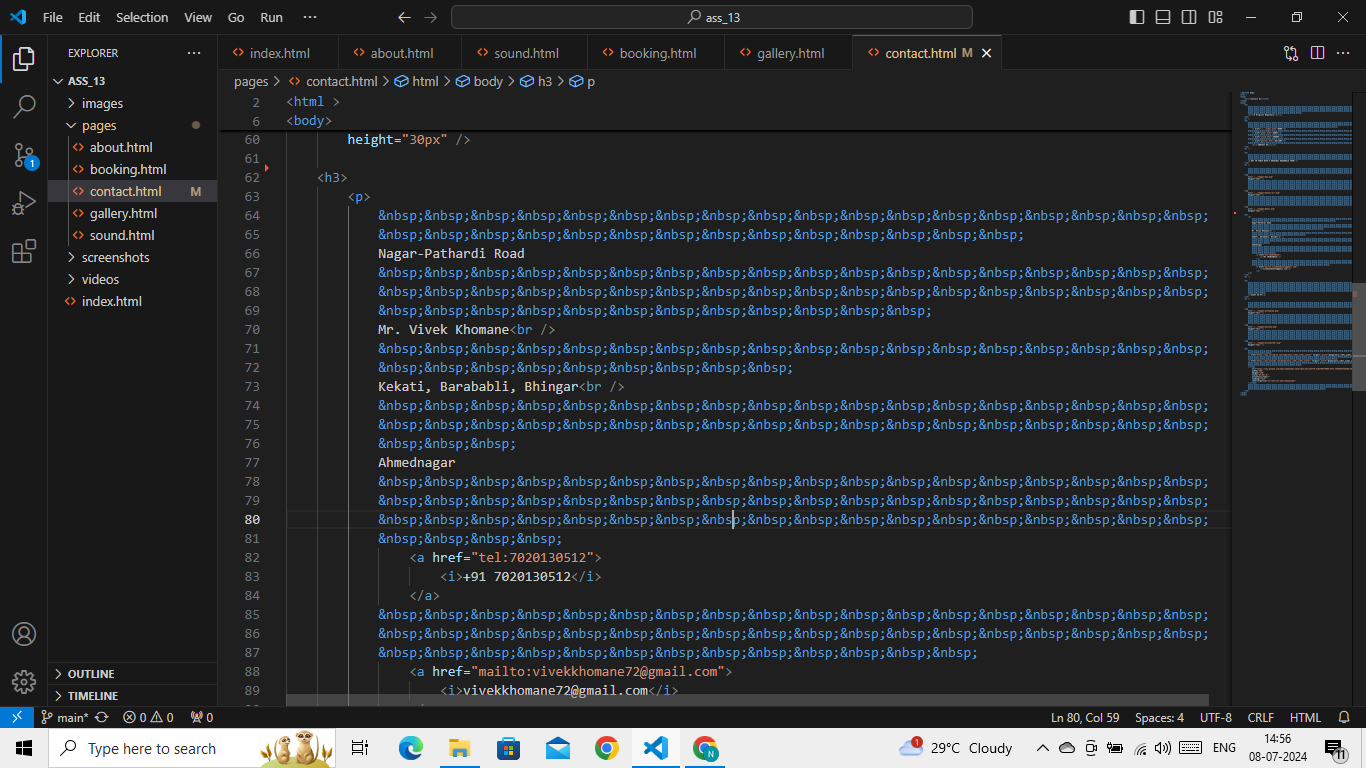 File Edit Selection View Go Run ··· ass_13
EXPLORER ···
index.html about.html sound.html booking.html gallery.html contact.html M
ASS_13
images
pages
about.html
booking.html
contact.html M
gallery.html
sound.html
screenshots
videos
index.html
OUTLINE
TIMELINE
pages > contact.html > html > body > h3 > p
2 <html >
6 <body>
60 height="30px" />
61
62 <h3>
63 <p>
64 &nbsp;&nbsp;&nbsp;&nbsp;&nbsp;&nbsp;&nbsp;&nbsp;&nbsp;&nbsp;&nbsp;&nbsp;&nbsp;&nbsp;&nbsp;&nbsp;&nbsp;&nbsp;
65 &nbsp;&nbsp;&nbsp;&nbsp;&nbsp;&nbsp;&nbsp;&nbsp;&nbsp;&nbsp;&nbsp;&nbsp;&nbsp;&nbsp;
66 Nagar-Pathardi Road
67 &nbsp;&nbsp;&nbsp;&nbsp;&nbsp;&nbsp;&nbsp;&nbsp;&nbsp;&nbsp;&nbsp;&nbsp;&nbsp;&nbsp;&nbsp;&nbsp;&nbsp;&nbsp;
68 &nbsp;&nbsp;&nbsp;&nbsp;&nbsp;&nbsp;&nbsp;&nbsp;&nbsp;&nbsp;&nbsp;&nbsp;&nbsp;&nbsp;&nbsp;&nbsp;&nbsp;&nbsp;
69 &nbsp;&nbsp;&nbsp;&nbsp;&nbsp;&nbsp;&nbsp;&nbsp;&nbsp;&nbsp;&nbsp;&nbsp;
70 Mr. Vivek Khomane<br />
71 &nbsp;&nbsp;&nbsp;&nbsp;&nbsp;&nbsp;&nbsp;&nbsp;&nbsp;&nbsp;&nbsp;&nbsp;&nbsp;&nbsp;&nbsp;&nbsp;&nbsp;&nbsp;
72 &nbsp;&nbsp;&nbsp;&nbsp;&nbsp;&nbsp;&nbsp;&nbsp;&nbsp;
73 Kekati, Barababli, Bhingar<br />
74 &nbsp;&nbsp;&nbsp;&nbsp;&nbsp;&nbsp;&nbsp;&nbsp;&nbsp;&nbsp;&nbsp;&nbsp;&nbsp;&nbsp;&nbsp;&nbsp;&nbsp;&nbsp;
75 &nbsp;&nbsp;&nbsp;&nbsp;&nbsp;&nbsp;&nbsp;&nbsp;&nbsp;&nbsp;&nbsp;&nbsp;&nbsp;&nbsp;&nbsp;&nbsp;&nbsp;&nbsp;
76 &nbsp;&nbsp;&nbsp;
77 Ahmednagar
78 &nbsp;&nbsp;&nbsp;&nbsp;&nbsp;&nbsp;&nbsp;&nbsp;&nbsp;&nbsp;&nbsp;&nbsp;&nbsp;&nbsp;&nbsp;&nbsp;&nbsp;&nbsp;
79 &nbsp;&nbsp;&nbsp;&nbsp;&nbsp;&nbsp;&nbsp;&nbsp;&nbsp;&nbsp;&nbsp;&nbsp;&nbsp;&nbsp;&nbsp;&nbsp;&nbsp;&nbsp;
80 &nbsp;&nbsp;&nbsp;&nbsp;&nbsp;&nbsp;&nbsp;&nbsp;&nbsp;&nbsp;&nbsp;&nbsp;&nbsp;&nbsp;&nbsp;&nbsp;&nbsp;&nbsp;
81 &nbsp;&nbsp;&nbsp;&nbsp;
82 <a href="tel:7020130512">
83 <i>+91 7020130512</i>
84 </a>
85 &nbsp;&nbsp;&nbsp;&nbsp;&nbsp;&nbsp;&nbsp;&nbsp;&nbsp;&nbsp;&nbsp;&nbsp;&nbsp;&nbsp;&nbsp;&nbsp;&nbsp;&nbsp;
86 &nbsp;&nbsp;&nbsp;&nbsp;&nbsp;&nbsp;&nbsp;&nbsp;&nbsp;&nbsp;&nbsp;&nbsp;&nbsp;&nbsp;&nbsp;&nbsp;&nbsp;&nbsp;
87 &nbsp;&nbsp;&nbsp;&nbsp;&nbsp;&nbsp;&nbsp;&nbsp;&nbsp;&nbsp;&nbsp;&nbsp;&nbsp;
88 <a href="mailto:vivekkhomane72@gmail.com">
89 <i>vivekkhomane72@gmail.com</i>
1
main* 0 0 0 Ln 80, Col 59 Spaces: 4 UTF-8 CRLF HTML
Type here to search 1 29°C Cloudy ENG 14:56
08-07-2024 11